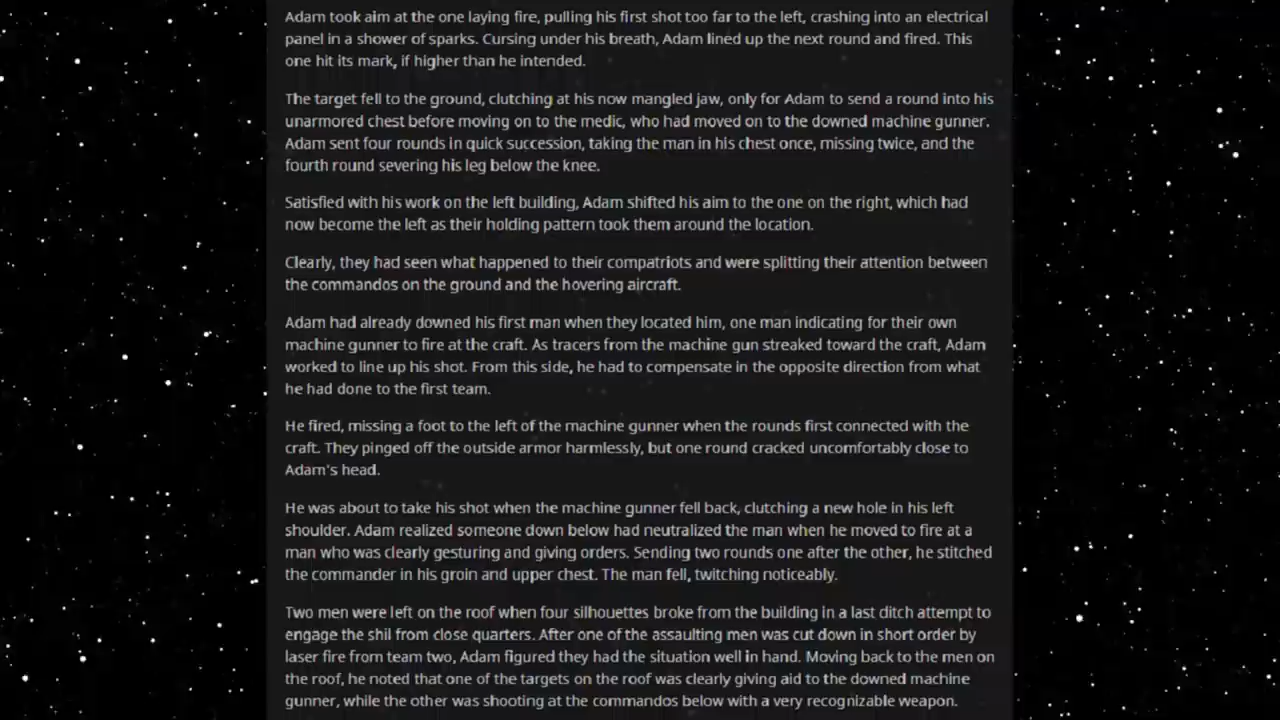 Adam took aim at the one laying fire, pulling his first shot too far to the left, crashing into an electrical
panel in a shower of sparks. Cursing under his breath, Adam lined up the next round and fired. This
one hit its mark, if higher than he intended.
The target fell to the ground, clutching at his now mangled jaw, only for Adam to send a round into his
unarmored chest before moving on to the medic, who had moved on to the downed machine gunner.
Adam sent four rounds in quick succession, taking the man in his chest once, missing twice, and the
fourth round severing his leg below the knee.
Satisfied with his work on the left building, Adam shifted his aim to the one on the right, which had
now become the left as their holding pattern took them around the location.
Clearly, they had seen what happened to their compatriots and were splitting their attention between
the commandos on the ground and the hovering aircraft.
Adam had already downed his first man when they located him, one man indicating for their own
machine gunner to fire at the craft. As tracers from the machine gun streaked toward the craft, Adam
worked to line up his shot. From this side, he had to compensate in the opposite direction from what
he had done to the first team.
He fired, missing a foot to the left of the machine gunner when the rounds first connected with the
craft. They pinged off the outside armor harmlessly, but one round cracked uncomfortably close to
Adam's head.
He was about to take his shot when the machine gunner fell back, clutching a new hole in his left
shoulder. Adam realized someone down below had neutralized the man when he moved to fire at a
man who was clearly gesturing and giving orders. Sending two rounds one after the other, he stitched
the commander in his groin and upper chest. The man fell, twitching noticeably.
Two men were left on the roof when four silhouettes broke from the building in a last ditch attempt to
engage the shil from close quarters. After one of the assaulting men was cut down in short order by
laser fire from team two, Adam figured they had the situation well in hand. Moving back to the men on
the roof, he noted that one of the targets on the roof was clearly giving aid to the downed machine
gunner, while the other was shooting at the commandos below with a very recognizable weapon.